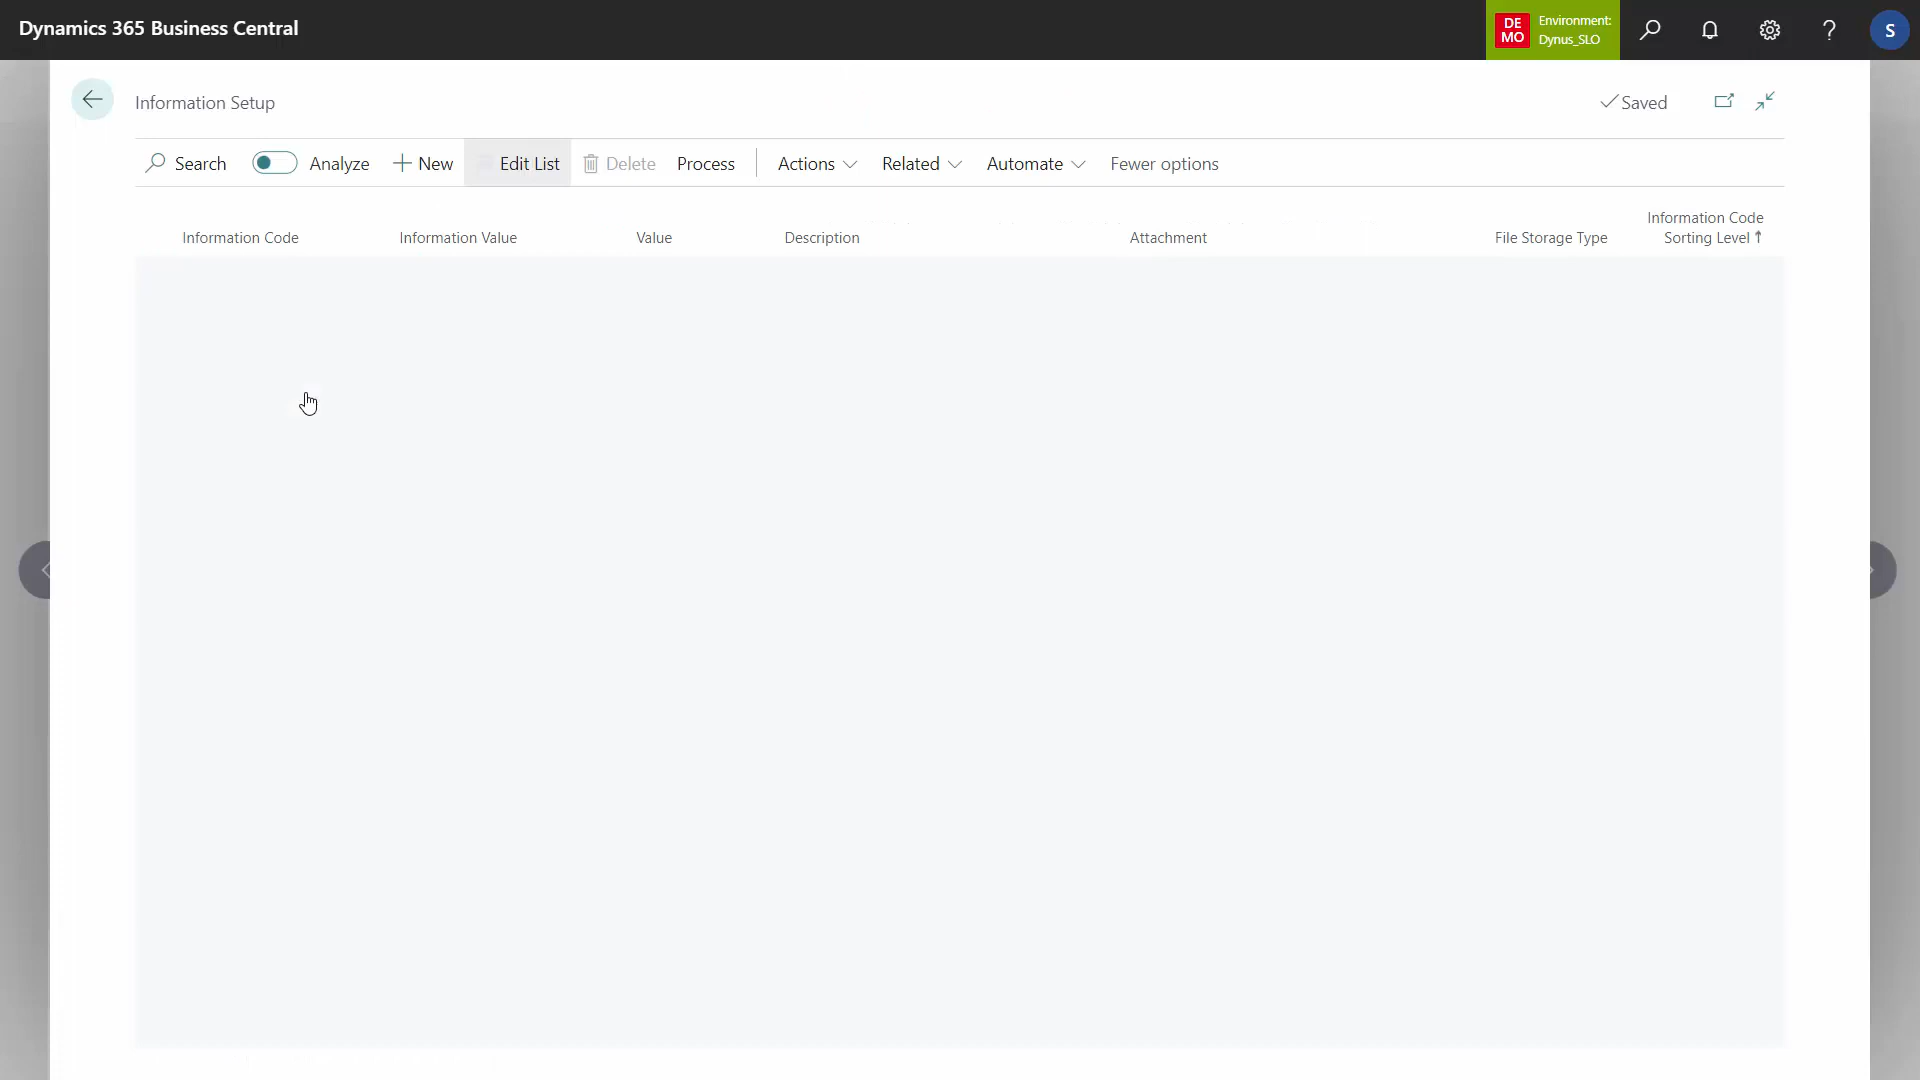 Dynamics 365 Business Central
DE
MO
Environment:
Dynus_SLO
?
S
Information Setup
Saved
Search
Analyze
New
Edit List
Delete
Process
Actions
Related
Automate
Fewer options
Information Code
Information Value
Value
Description
Attachment
File Storage Type
Information Code
Sorting Level ↑